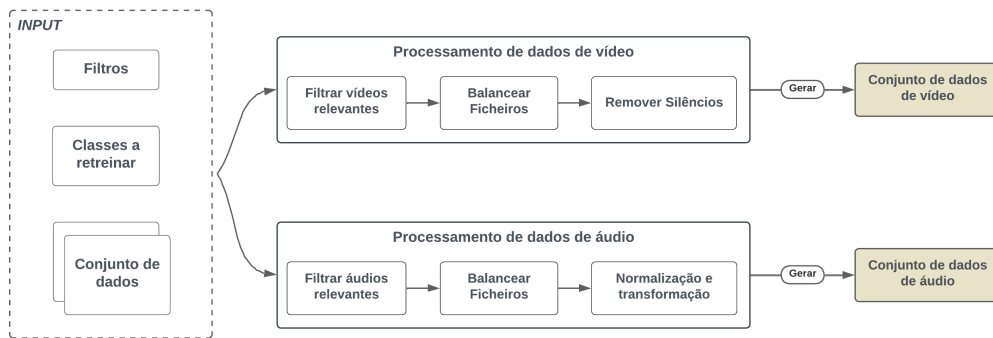 INPUT
Filtros
Classes a
retreinar
Conjunto de
dados
Processamento de dados de vídeo
Filtrar vídeos
relevantes
Balancear
Ficheiros
Remover Silêncios
Gerar
Conjunto de dados
de vídeo
Processamento de dados de áudio
Filtrar áudios
relevantes
Balancear
Ficheiros
Normalização e
transformação
Gerar
Conjunto de dados
de áudio